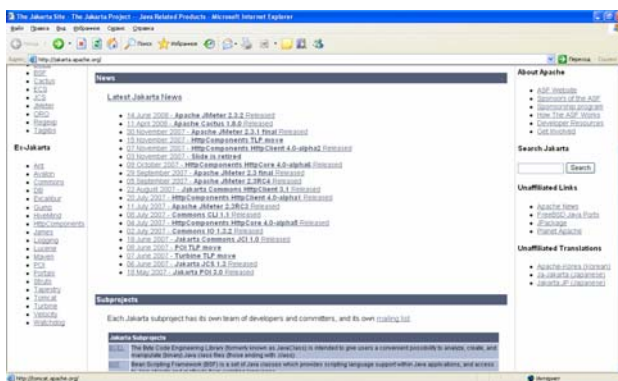 The Jakarta Site - The Jakarta Project -- Java Related Products - Microsoft Internet Explorer
Файл Правка Вид Избранное Сервис Справка
Поиск Избранное
http://jakarta.apache.org/
Переход
BSF
Cactus
ECS
JCS
JMeter
ORO
Regexp
Taglibs
Ex-Jakarta
Ant
Avalon
Commons
DB
Excalibur
Gump
HiveMind
HttpComponents
James
Logging
Lucene
Maven
POI
Portals
Struts
Tapestry
Tomcat
Turbine
Velocity
Watchdog
News
Latest Jakarta News
14 June 2008 - Apache JMeter 2.3.2 Released
11 April 2008 - Apache Cactus 1.8.0 Released
30 November 2007 - Apache JMeter 2.3.1 final Released
15 November 2007 - HttpComponents TLP move
07 November 2007 - HttpComponents HttpClient 4.0-alpha2 Released
03 November 2007 - Slide is retired
09 October 2007 - HttpComponents HttpCore 4.0-alpha6 Released
29 September 2007 - Apache JMeter 2.3 final Released
05 September 2007 - Apache JMeter 2.3RC4 Released
22 August 2007 - Jakarta Commons HttpClient 3.1 Released
20 July 2007 - HttpComponents HttpClient 4.0-alpha1 Released
11 July 2007 - Apache JMeter 2.3RC3 Released
06 July 2007 - Commons CLI 1.1 Released
04 July 2007 - HttpComponents HttpCore 4.0-alpha5 Released
02 July 2007 - Commons IO 1.3.2 Released
18 June 2007 - Jakarta Commons JCI 1.0 Released
08 June 2007 - POI TLP move
07 June 2007 - Turbine TLP move
06 June 2007 - Jakarta JCS 1.3 Released
18 May 2007 - Jakarta POI 3.0 Released
Subprojects
Each Jakarta subproject has its own team of developers and committers, and its own mailing list.
Jakarta Subprojects
BCEL The Byte Code Engineering Library (formerly known as JavaClass) is intended to give users a convenient possibility to analyze, create, and
manipulate (binary) Java class files (those ending with .class).
BSF Bean Scripting Framework (BSF) is a set of Java classes which provides scripting language support within Java applications, and access
About Apache
ASF Website
Sponsors of the ASF
Sponsorship program
How The ASF Works
Developer Resources
Get Involved
Search Jakarta
Search
Unaffiliated Links
Apache News
FreeBSD Java Ports
JPackage
Planet Apache
Unaffiliated Translations
Apache-Korea (Korean)
Ja-Jakarta (Japanese)
Jakarta JP (Japanese)
http://tomcat.apache.org/
Интернет